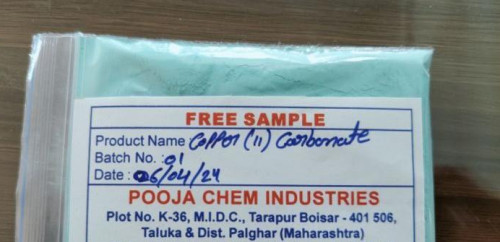 FREE SAMPLE
Product Name Copper (II) Carbonate
Batch No. : 01
Date : 06/04/24
POOJA CHEM INDUSTRIES
Plot No. K-36, M.I.D.C., Tarapur Boisar - 401 506,
Taluka & Dist. Palghar (Maharashtra)